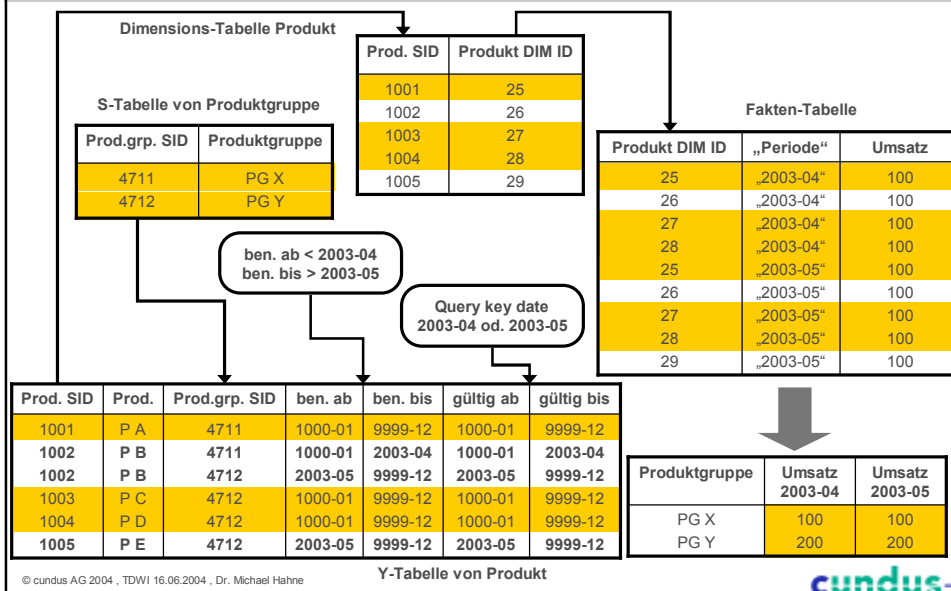 Dimensions-Tabelle Produkt
Prod. SID Produkt DIM ID
1001 25
1002 26
1003 27
1004 28
1005 29
S-Tabelle von Produktgruppe
Prod.grp. SID Produktgruppe
4711 PG X
4712 PG Y
Fakten-Tabelle
Produkt DIM ID „Periode“ Umsatz
25 „2003-04“ 100
26 „2003-04“ 100
27 „2003-04“ 100
28 „2003-04“ 100
25 „2003-05“ 100
26 „2003-05“ 100
27 „2003-05“ 100
28 „2003-05“ 100
29 „2003-05“ 100
ben. ab < 2003-04
ben. bis > 2003-05
Query key date
2003-04 od. 2003-05
Prod. SID Prod. Prod.grp. SID ben. ab ben. bis gültig ab gültig bis
1001 P A 4711 1000-01 9999-12 1000-01 9999-12
1002 P B 4711 1000-01 2003-04 1000-01 2003-04
1002 P B 4712 2003-05 9999-12 2003-05 9999-12
1003 P C 4712 1000-01 9999-12 1000-01 9999-12
1004 P D 4712 1000-01 9999-12 1000-01 9999-12
1005 P E 4712 2003-05 9999-12 2003-05 9999-12
Y-Tabelle von Produkt
Produktgruppe Umsatz 2003-04 Umsatz 2003-05
PG X 100 100
PG Y 200 200
© cundus AG 2004 , TDWI 16.06.2004 , Dr. Michael Hahne
cundus-